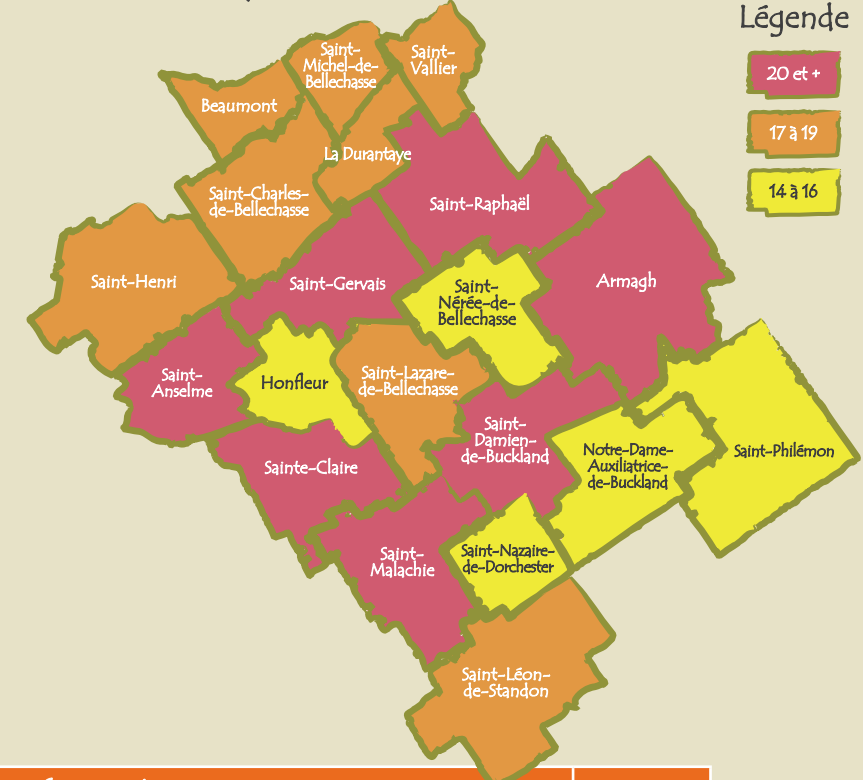 Légende
20 et +
17 à 19
14 à 16
Saint-
Michel-de-
Bellechasse
Saint-
Vallier
Beaumont
La Durantaye
Saint-Charles-
de-Bellechasse
Saint-Raphaël
Saint-Henri
Saint-Gervais
Saint-
Nérée-de-
Bellechasse
Armagh
Saint-
Anselme
Honfleur
Saint-Lazare-
de-Bellechasse
Saint-
Damien-
de-Buckland
Notre-Dame-
Auxiliatrice-
de-Buckland
Saint-Philémon
Sainte-Claire
Saint-
Malachie
Saint-Nazaire-
de-Dorchester
Saint-Léon-
de-Standon